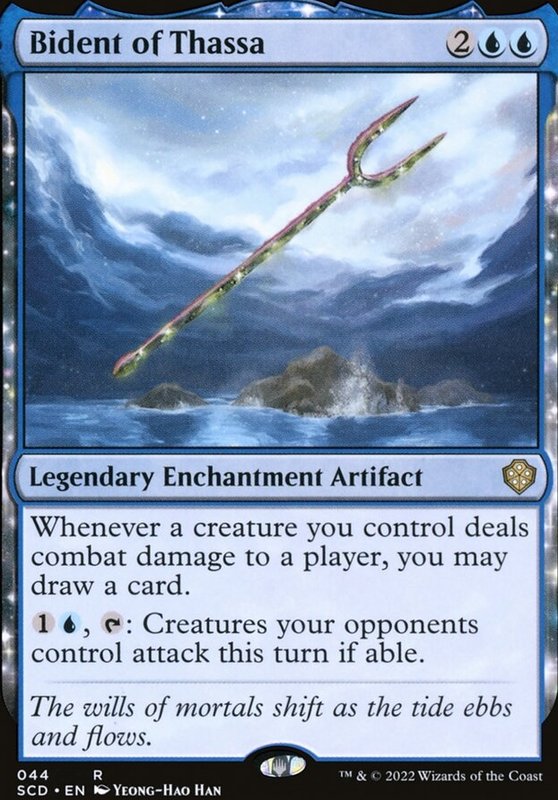 Bident of Thassa 2
Legendary Enchantment Artifact
Whenever a creature you control deals
combat damage to a player, you may
draw a card.
1 , : Creatures your opponents
control attack this turn if able.
The wills of mortals shift as the tide ebbs
and flows.
044 R
SCD • EN Yeong-Hao Han
™ & © 2022 Wizards of the Coast